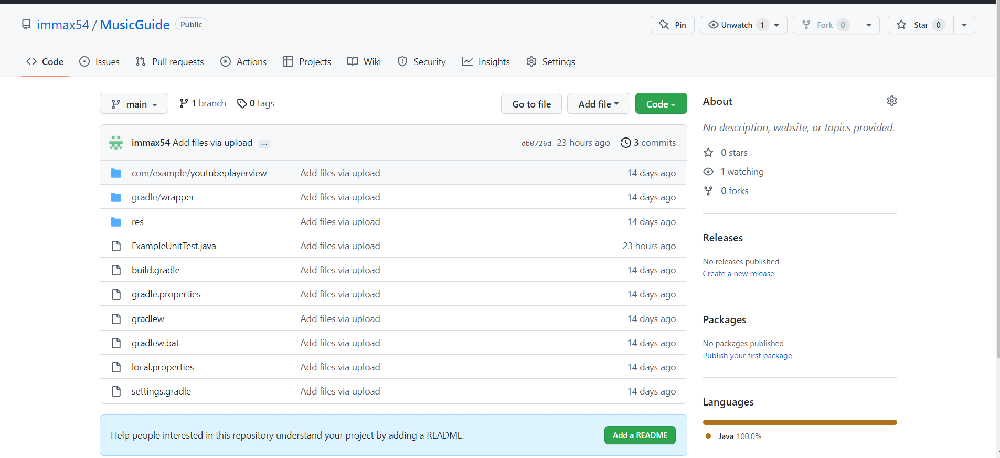 immax54 / MusicGuide Public
Pin Unwatch 1 Fork 0 Star 0
Code Issues Pull requests Actions Projects Wiki Security Insights Settings
main 1 branch 0 tags Go to file Add file Code
immax54 Add files via upload ... db0726d 23 hours ago 3 commits
com/example/youtubeplayerview Add files via upload 14 days ago
gradle/wrapper Add files via upload 14 days ago
res Add files via upload 14 days ago
ExampleUnitTest.java Add files via upload 23 hours ago
build.gradle Add files via upload 14 days ago
gradle.properties Add files via upload 14 days ago
gradlew Add files via upload 14 days ago
gradlew.bat Add files via upload 14 days ago
local.properties Add files via upload 14 days ago
settings.gradle Add files via upload 14 days ago
Help people interested in this repository understand your project by adding a README. Add a README
About
No description, website, or topics provided.
0 stars
1 watching
0 forks
Releases
No releases published
Create a new release
Packages
No packages published
Publish your first package
Languages
Java 100.0%